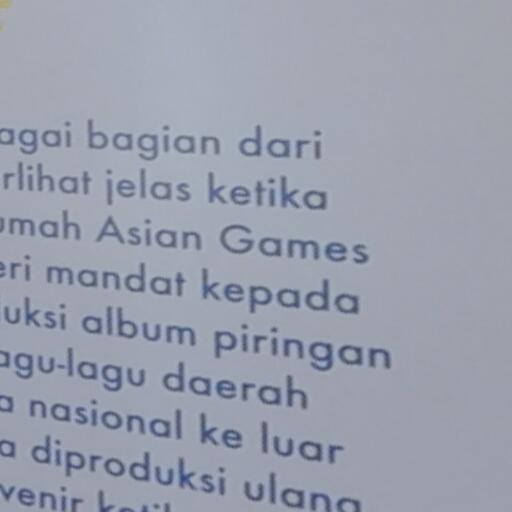 agai bagian dari
rlihat jelas ketika
umah Asian Games
eri mandat kepada
uksi album piringan
agu-lagu daerah
a nasional ke luar
a diproduksi ulang
venir